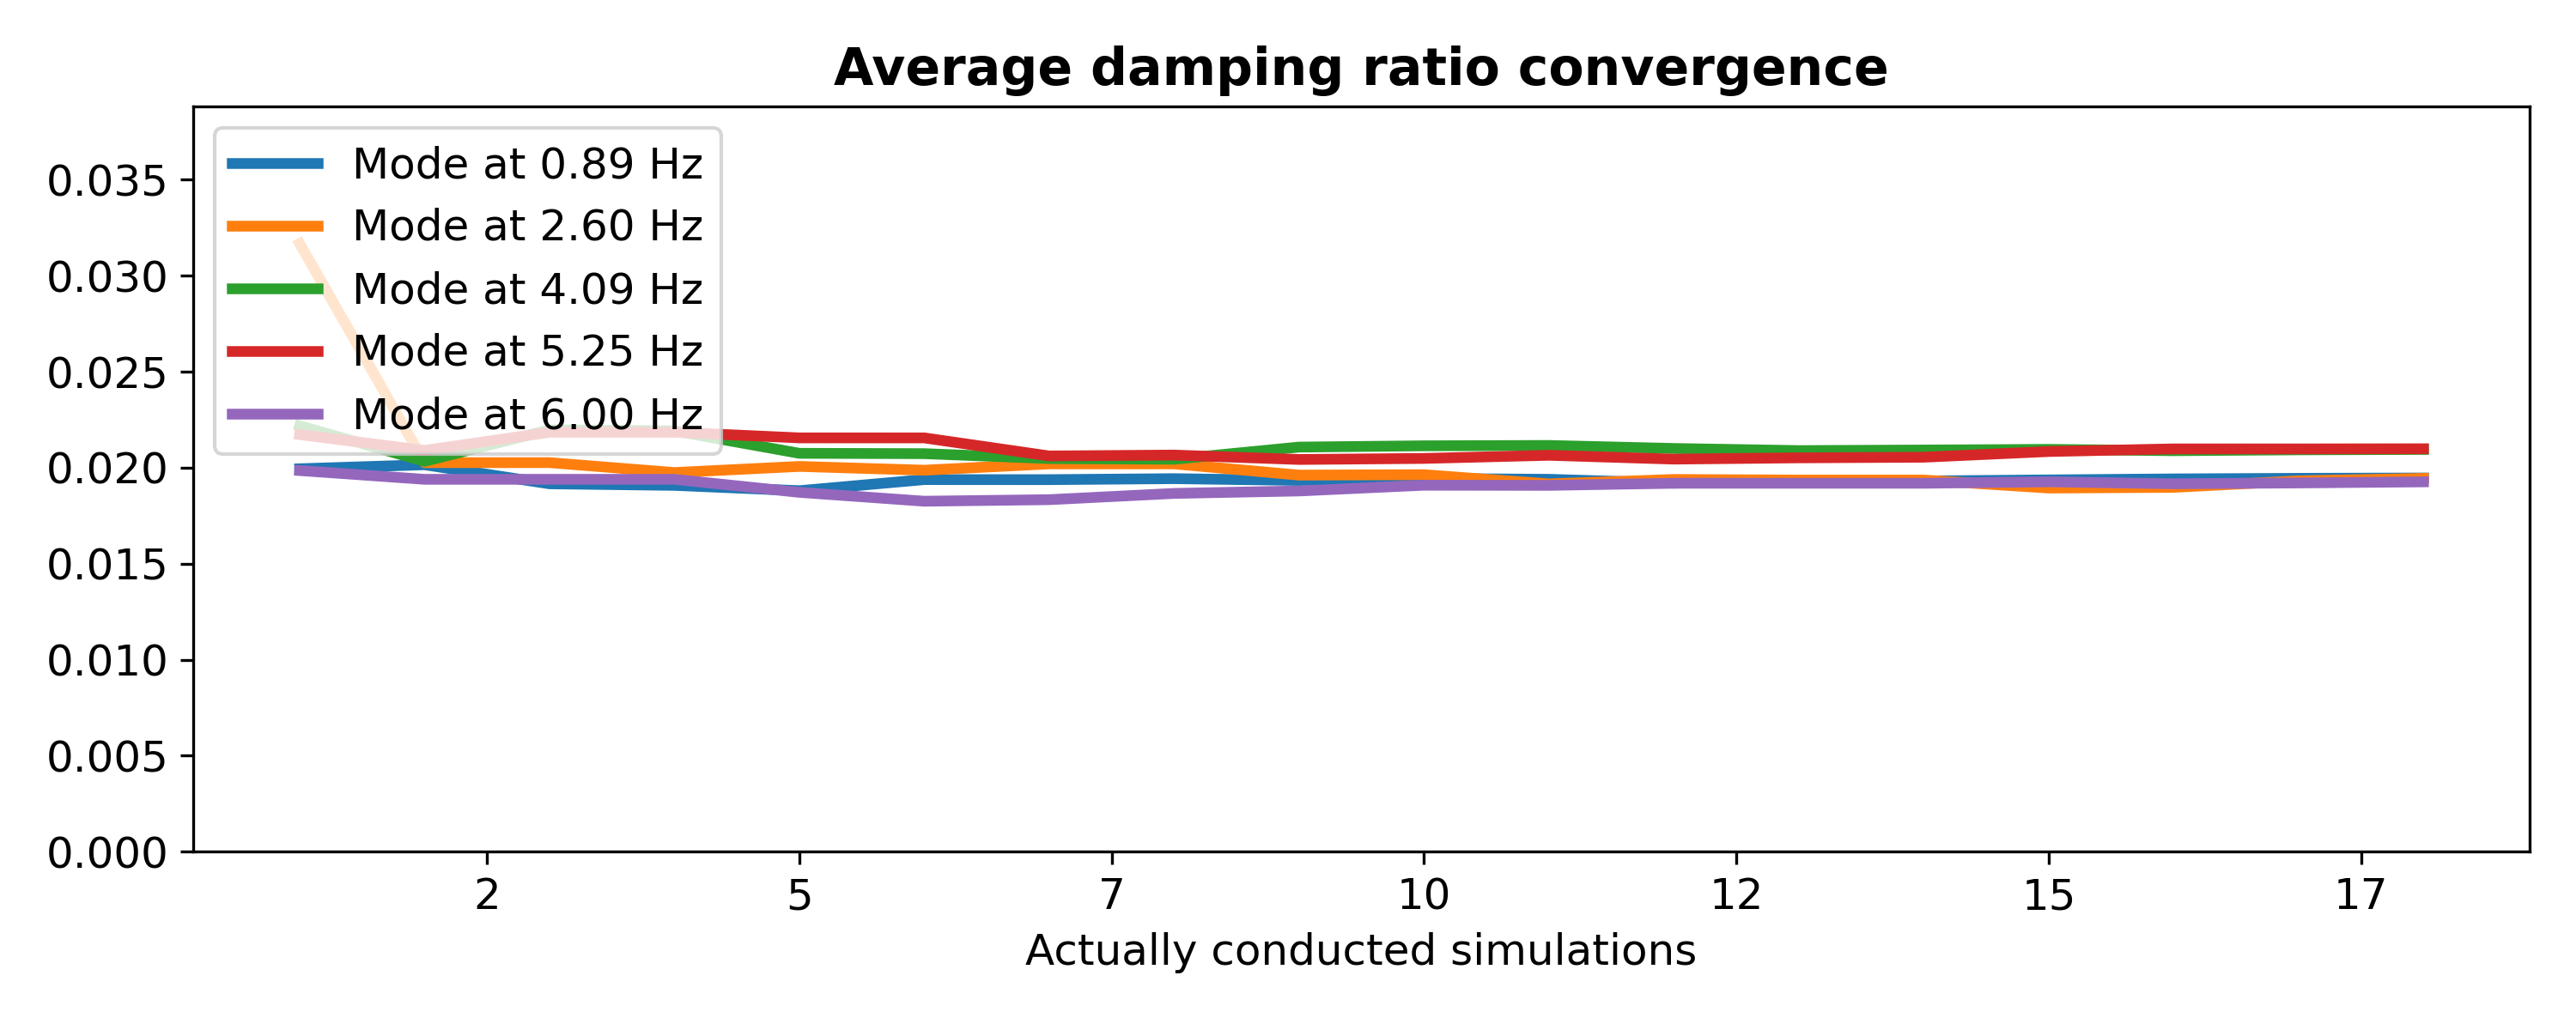 Average damping ratio convergence
0.035
0.030
0.025
0.020
0.015
0.010
0.005
0.000
Mode at 0.89 Hz
Mode at 2.60 Hz
Mode at 4.09 Hz
Mode at 5.25 Hz
Mode at 6.00 Hz
2 5 7 10 12 15 17
Actually conducted simulations